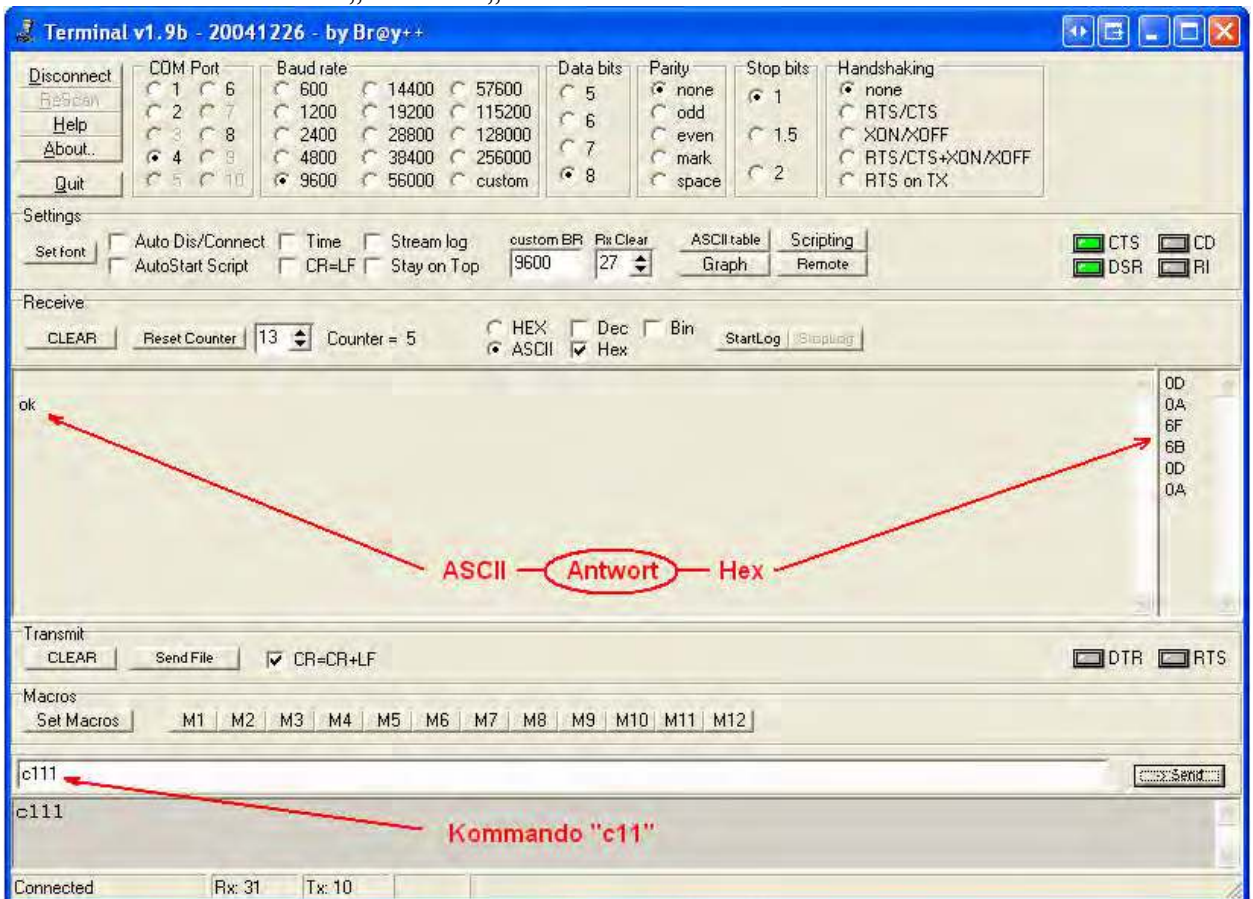 Terminal v1.9b - 20041226 - by Br@y++
Disconnect
ReScan
Help
About..
Quit
COM Port
1 6
2 7
3 8
4 9
5 10
Baud rate
600 14400 57600
1200 19200 115200
2400 28800 128000
4800 38400 256000
9600 56000 custom
Data bits
5
6
7
8
Parity
none
odd
even
mark
space
Stop bits
1
1.5
2
Handshaking
none
RTS/CTS
XON/XOFF
RTS/CTS+XON/XOFF
RTS on TX
Settings
Set font
Auto Dis/Connect Time Stream log
AutoStart Script CR=LF Stay on Top
custom BR Rx Clear
9600 27
ASCII table Scripting
Graph Remote
CTS CD
DSR RI
Receive
CLEAR Reset Counter 13 Counter = 5
HEX Dec Bin
ASCII Hex
StartLog StopLog
ok
0D
0A
6F
6B
0D
0A
ASCII Antwort Hex
Transmit
CLEAR Send File CR=CR+LF DTR RTS
Macros
Set Macros M1 M2 M3 M4 M5 M6 M7 M8 M9 M10 M11 M12
c111
-> Send
c111
Kommando "c11"
Connected Rx: 31 Tx: 10